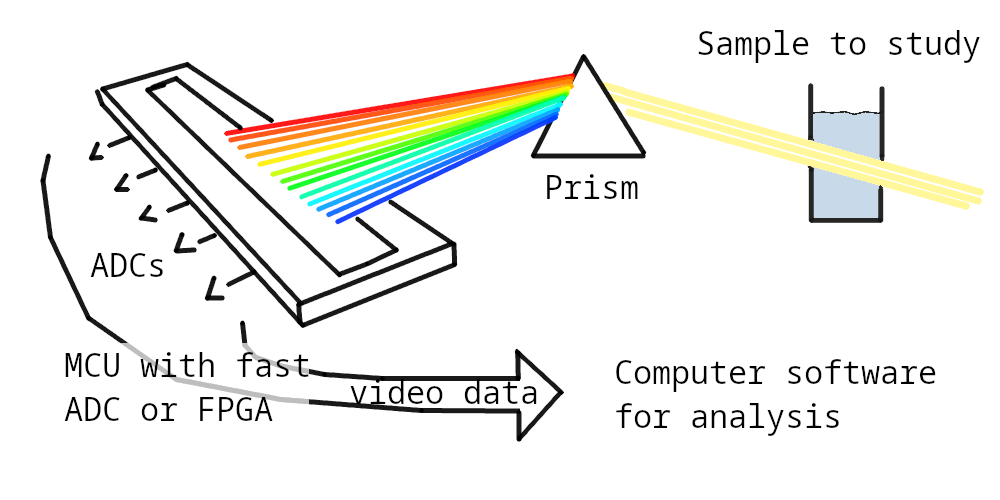 Sample to study
Prism
ADCs
MCU with fast
ADC or FPGA
video data
Computer software
for analysis